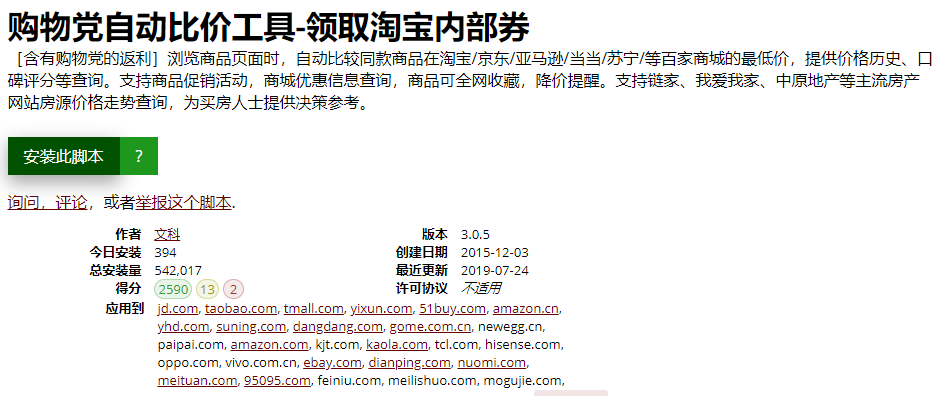 购物党自动比价工具-领取淘宝内部券
［含有购物党的返利］浏览商品页面时，自动比较同款商品在淘宝/京东/亚马逊/当当/苏宁/等百家商城的最低价，提供价格历史、口
碑评分等查询。支持商品促销活动，商城优惠信息查询，商品可全网收藏，降价提醒。支持链家、我爱我家、中原地产等主流房产
网站房源价格走势查询，为买房人士提供决策参考。
安装此脚本 ?
询问，评论，或者举报这个脚本.
作者 文科 版本 3.0.5
今日安装 394 创建日期 2015-12-03
总安装量 542,017 最近更新 2019-07-24
得分 2590 13 2 许可协议 不适用
应用到 jd.com, taobao.com, tmall.com, yixun.com, 51buy.com, amazon.cn,
yhd.com, suning.com, dangdang.com, gome.com.cn, newegg.cn,
paipai.com, amazon.com, kjt.com, kaola.com, tcl.com, hisense.com,
oppo.com, vivo.com.cn, ebay.com, dianping.com, nuomi.com,
meituan.com, 95095.com, feiniu.com, meilishuo.com, mogujie.com,